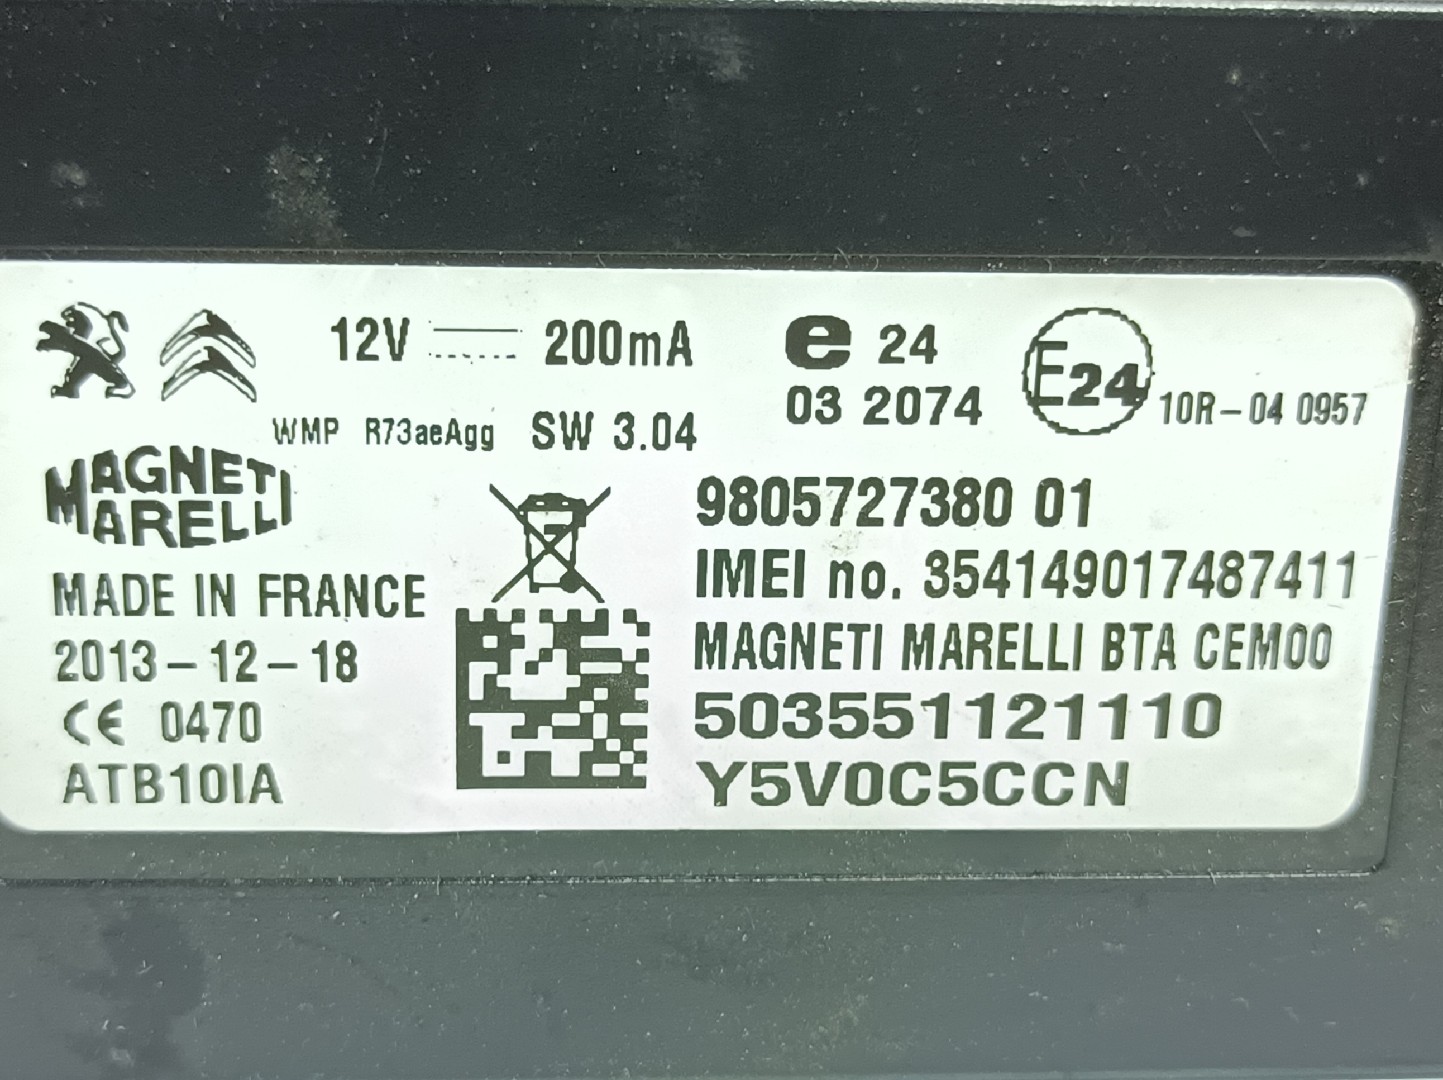 12V 200mA
e 24
03 2074
E24 10R-04 0957
WMP R73aeAgg SW 3.04
MAGNETI
MARELLI
MADE IN FRANCE
2013-12-18
CE 0470
ATB10IA
9805727380 01
IMEI no. 354149017487411
MAGNETI MARELLI BTA CEM00
503551121110
Y5V0C5CCN